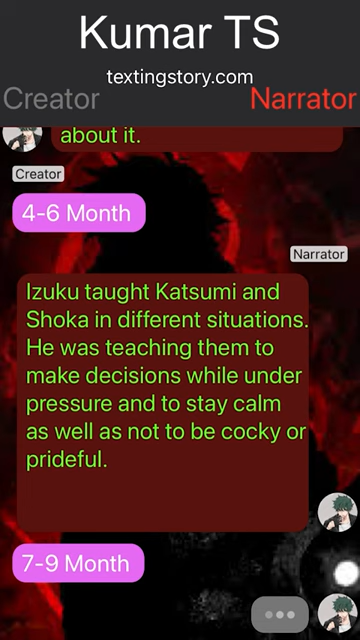 Kumar TS
textingstory.com
Creator
Narrator
about it.
Creator
4-6 Month
Narrator
Izuku taught Katsumi and
Shoka in different situations.
He was teaching them to
make decisions while under
pressure and to stay calm
as well as not to be cocky or
prideful.
7-9 Month